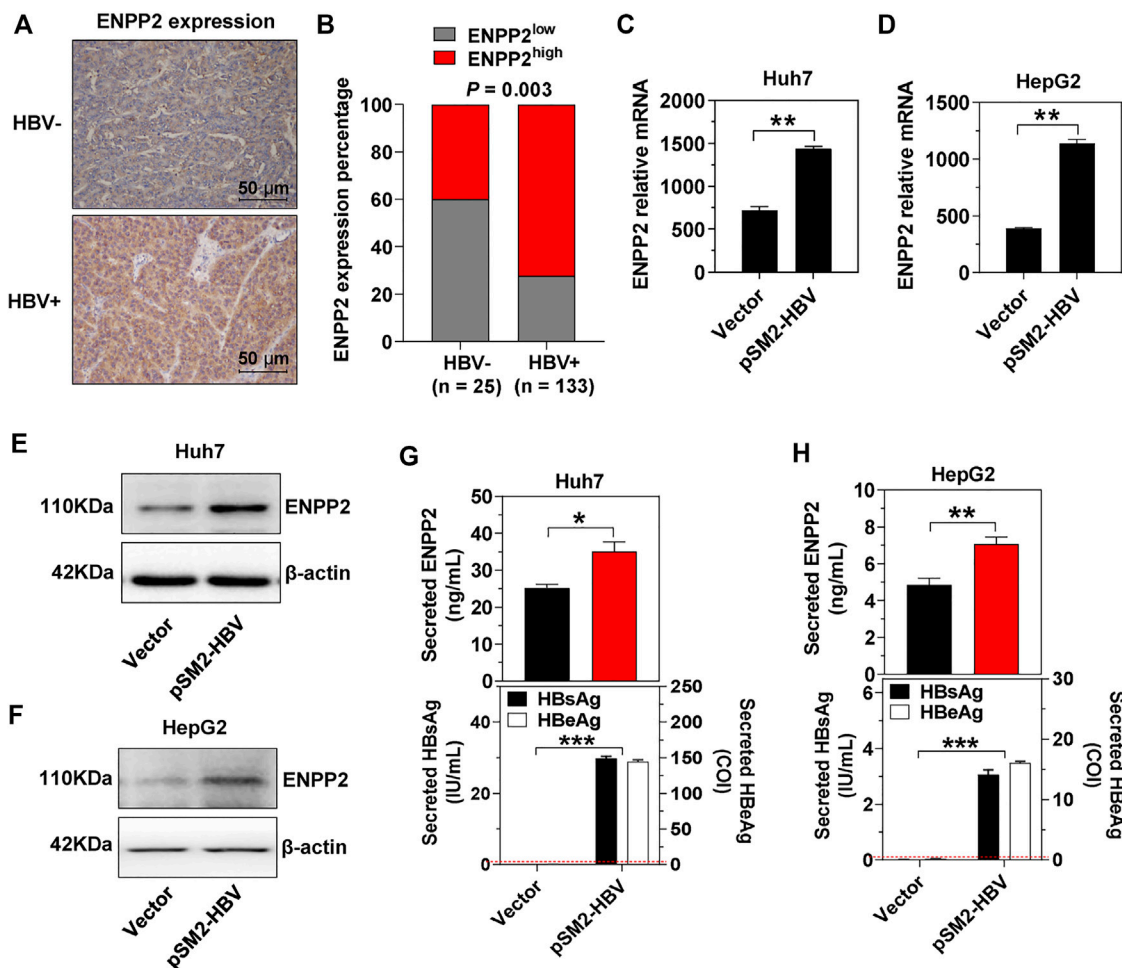 A
ENPP2 expression
HBV-
50 μm
HBV+
50 μm
B
ENPP2low
ENPP2high
P = 0.003
ENPP2 expression percentage
100
80
60
40
20
0
HBV-
(n = 25)
HBV+
(n = 133)
C
Huh7
ENPP2 relative mRNA
2000
1500
1000
500
0
**
Vector
pSM2-HBV
D
HepG2
ENPP2 relative mRNA
1500
1000
500
0
**
Vector
pSM2-HBV
E
Huh7
110KDa
ENPP2
42KDa
β-actin
Vector
pSM2-HBV
F
HepG2
110KDa
ENPP2
42KDa
β-actin
Vector
pSM2-HBV
G
Huh7
Secreted ENPP2
(ng/mL)
50
40
30
20
10
0
*
HBsAg
HBeAg
***
Secreted HBsAg
(IU/mL)
40
20
0
Secreted HBeAg
(COI)
250
200
150
100
50
0
Vector
pSM2-HBV
H
HepG2
Secreted ENPP2
(ng/mL)
10
8
6
4
2
0
**
HBsAg
HBeAg
***
Secreted HBsAg
(IU/mL)
6
4
2
0
Secreted HBeAg
(COI)
30
20
10
0
Vector
pSM2-HBV